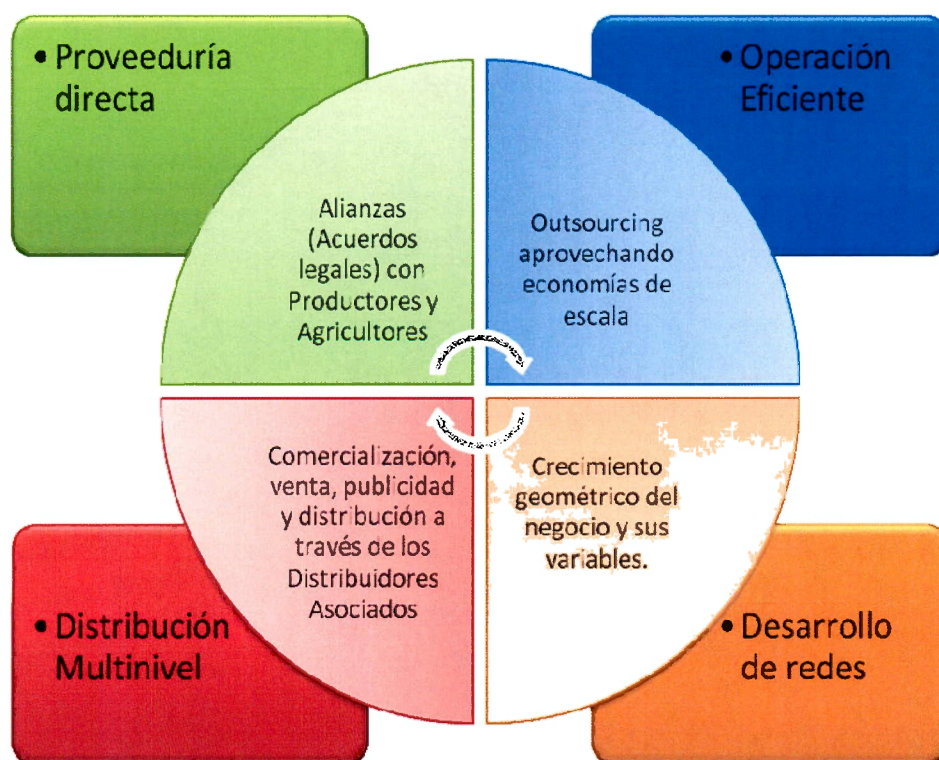 • Proveeduría
directa
• Operación
Eficiente
Alianzas
(Acuerdos
legales) con
Productores y
Agricultores
Outsourcing
aprovechando
economías de
escala
Comercialización,
venta, publicidad
y distribución a
través de los
Distribuidores
Asociados
Crecimiento
geométrico del
negocio y sus
variables.
• Distribución
Multinivel
• Desarrollo
de redes